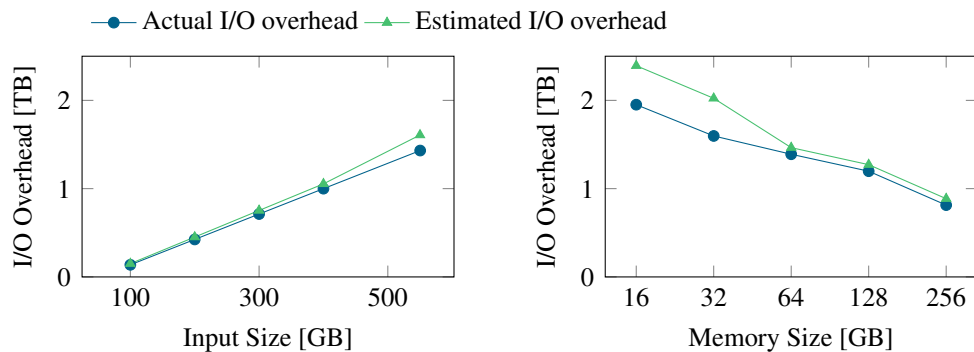 Actual I/O overhead Estimated I/O overhead
I/O Overhead [TB]
2
1
0
100 300 500
Input Size [GB]
I/O Overhead [TB]
2
1
0
16 32 64 128 256
Memory Size [GB]